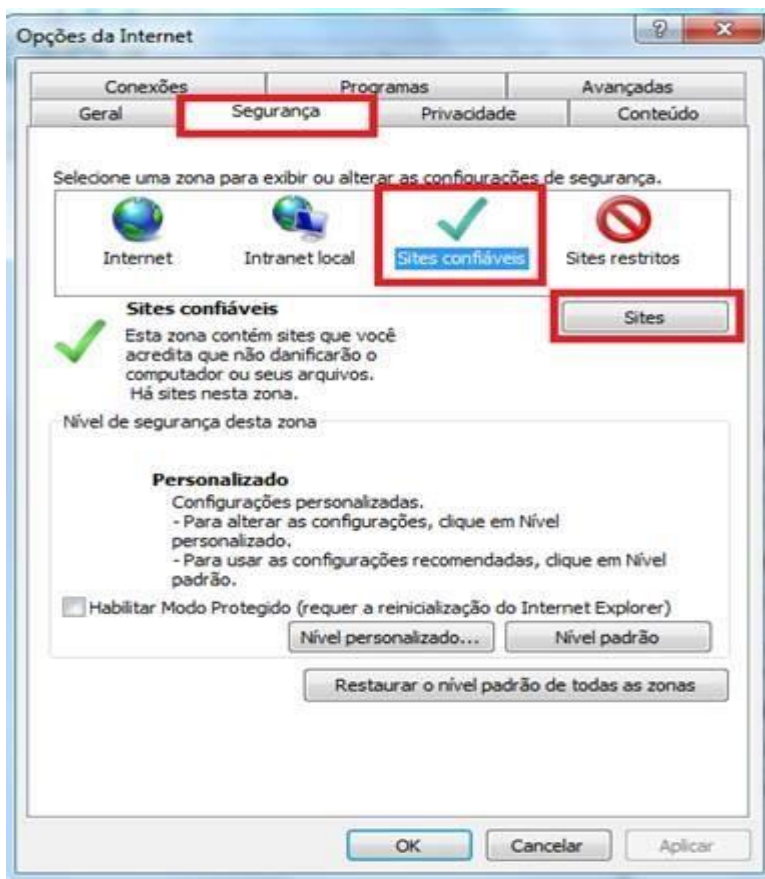 Opções da Internet
Conexões Programas Avançadas
Geral Segurança Privacidade Conteúdo
Selecione uma zona para exibir ou alterar as configurações de segurança.
Internet Intranet local Sites confiáveis Sites restritos
Sites confiáveis
Sites
Esta zona contém sites que você
acredita que não danificarão o
computador ou seus arquivos.
Há sites nesta zona.
Nível de segurança desta zona
Personalizado
Configurações personalizadas.
- Para alterar as configurações, clique em Nível
personalizado.
- Para usar as configurações recomendadas, clique em Nível
padrão.
Habilitar Modo Protegido (requer a reinicialização do Internet Explorer)
Nível personalizado... Nível padrão
Restaurar o nível padrão de todas as zonas
OK Cancelar Aplicar